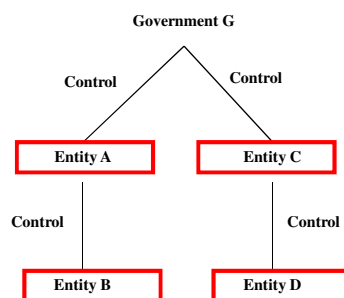 Government G
Control
Control
Entity A
Entity C
Control
Control
Entity B
Entity D